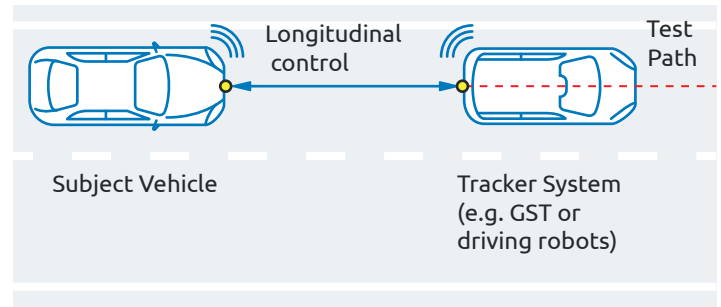 Longitudinal
control
Test
Path
Subject Vehicle
Tracker System
(e.g. GST or
driving robots)